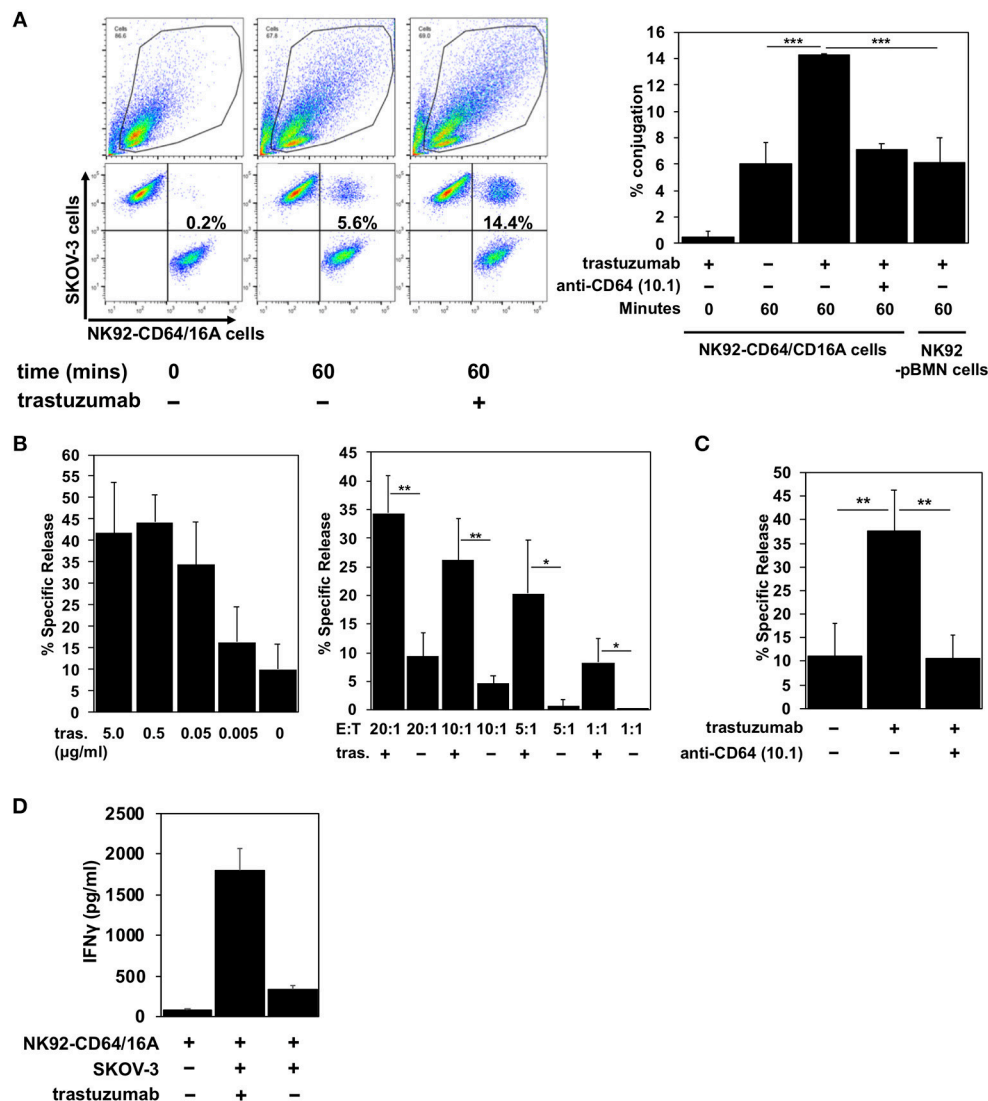 A
Cells
Cells
67.8
Cells
69.0
SKOV-3 cells
0.2%
5.6%
14.4%
NK92-CD64/16A cells
time (mins) 0 60 60
trastuzumab – – +
% conjugation
16
14
12
10
8
6
4
2
0
*** ***
trastuzumab + – + + +
anti-CD64 (10.1) – – – + –
Minutes 0 60 60 60 60
NK92-CD64/CD16A cells
NK92
-pBMN cells
B
% Specific Release
60
55
50
45
40
35
30
25
20
15
10
5
0
tras. 5.0 0.5 0.05 0.005 0
(µg/ml)
% Specific Release
45
40
35
30
25
20
15
10
5
0
** ** * *
E:T 20:1 20:1 10:1 10:1 5:1 5:1 1:1 1:1
tras. + – + – + – + –
C
% Specific Release
50
45
40
35
30
25
20
15
10
5
0
** **
trastuzumab – + +
anti-CD64 (10.1) – – +
D
IFNγ (pg/ml)
2500
2000
1500
1000
500
0
NK92-CD64/16A + + +
SKOV-3 – + +
trastuzumab – + –